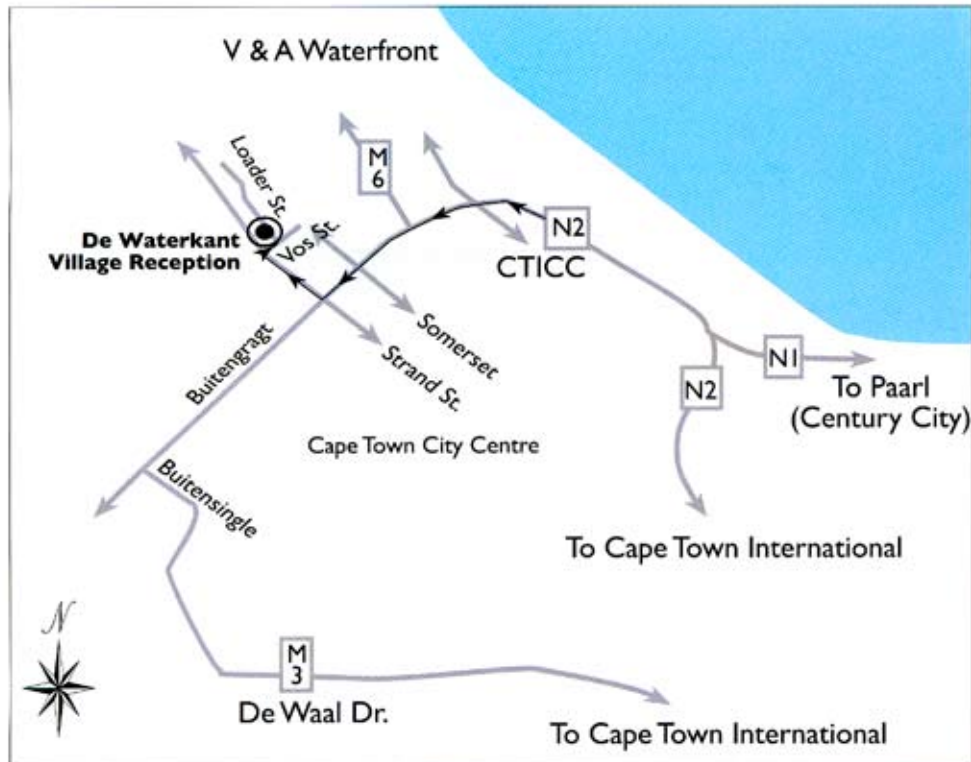 V & A Waterfront
M
6
Loader St.
N2
De Waterkant
Village Reception
Vos St.
CTICC
Somerset
Strand St.
N1
N2
To Paarl
(Century City)
Buitengragt
Cape Town City Centre
Buitensingle
To Cape Town International
N
M
3
De Waal Dr.
To Cape Town International